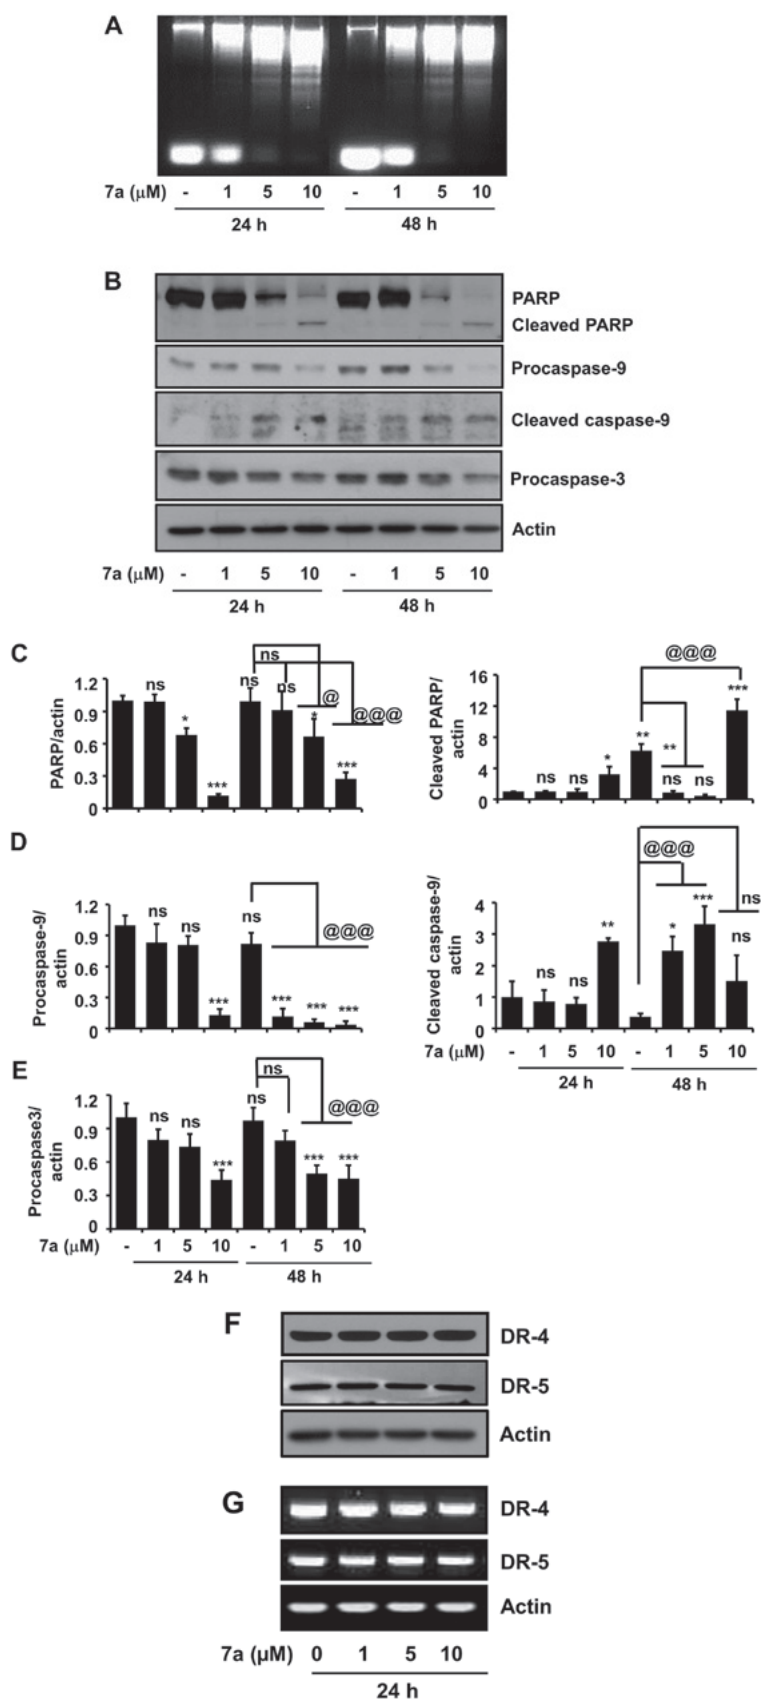 A
7a (μM) - 1 5 10 - 1 5 10
24 h 48 h
B
PARP
Cleaved PARP
Procaspase-9
Cleaved caspase-9
Procaspase-3
Actin
7a (μM) - 1 5 10 - 1 5 10
24 h 48 h
C
PARP/actin
1.2
0.9
0.6
0.3
0
ns
*
***
ns
ns
ns
@
*
@@@
***
Cleaved PARP/
actin
16
12
8
4
0
ns ns
*
**
@@@
**
ns ns
***
D
Procaspase-9/
actin
1.2
0.9
0.6
0.3
0
ns
ns
***
ns
@@@
*** *** ***
Cleaved caspase-9/
actin
4
3
2
1
0
ns
ns
**
@@@
*
***
ns
ns
7a (μM) - 1 5 10 - 1 5 10
24 h 48 h
E
Procaspase3/
actin
1.2
0.9
0.6
0.3
0
ns
ns
***
ns
ns
@@@
*** ***
7a (μM) - 1 5 10 - 1 5 10
24 h 48 h
F
DR-4
DR-5
Actin
G
DR-4
DR-5
Actin
7a (μM) 0 1 5 10
24 h